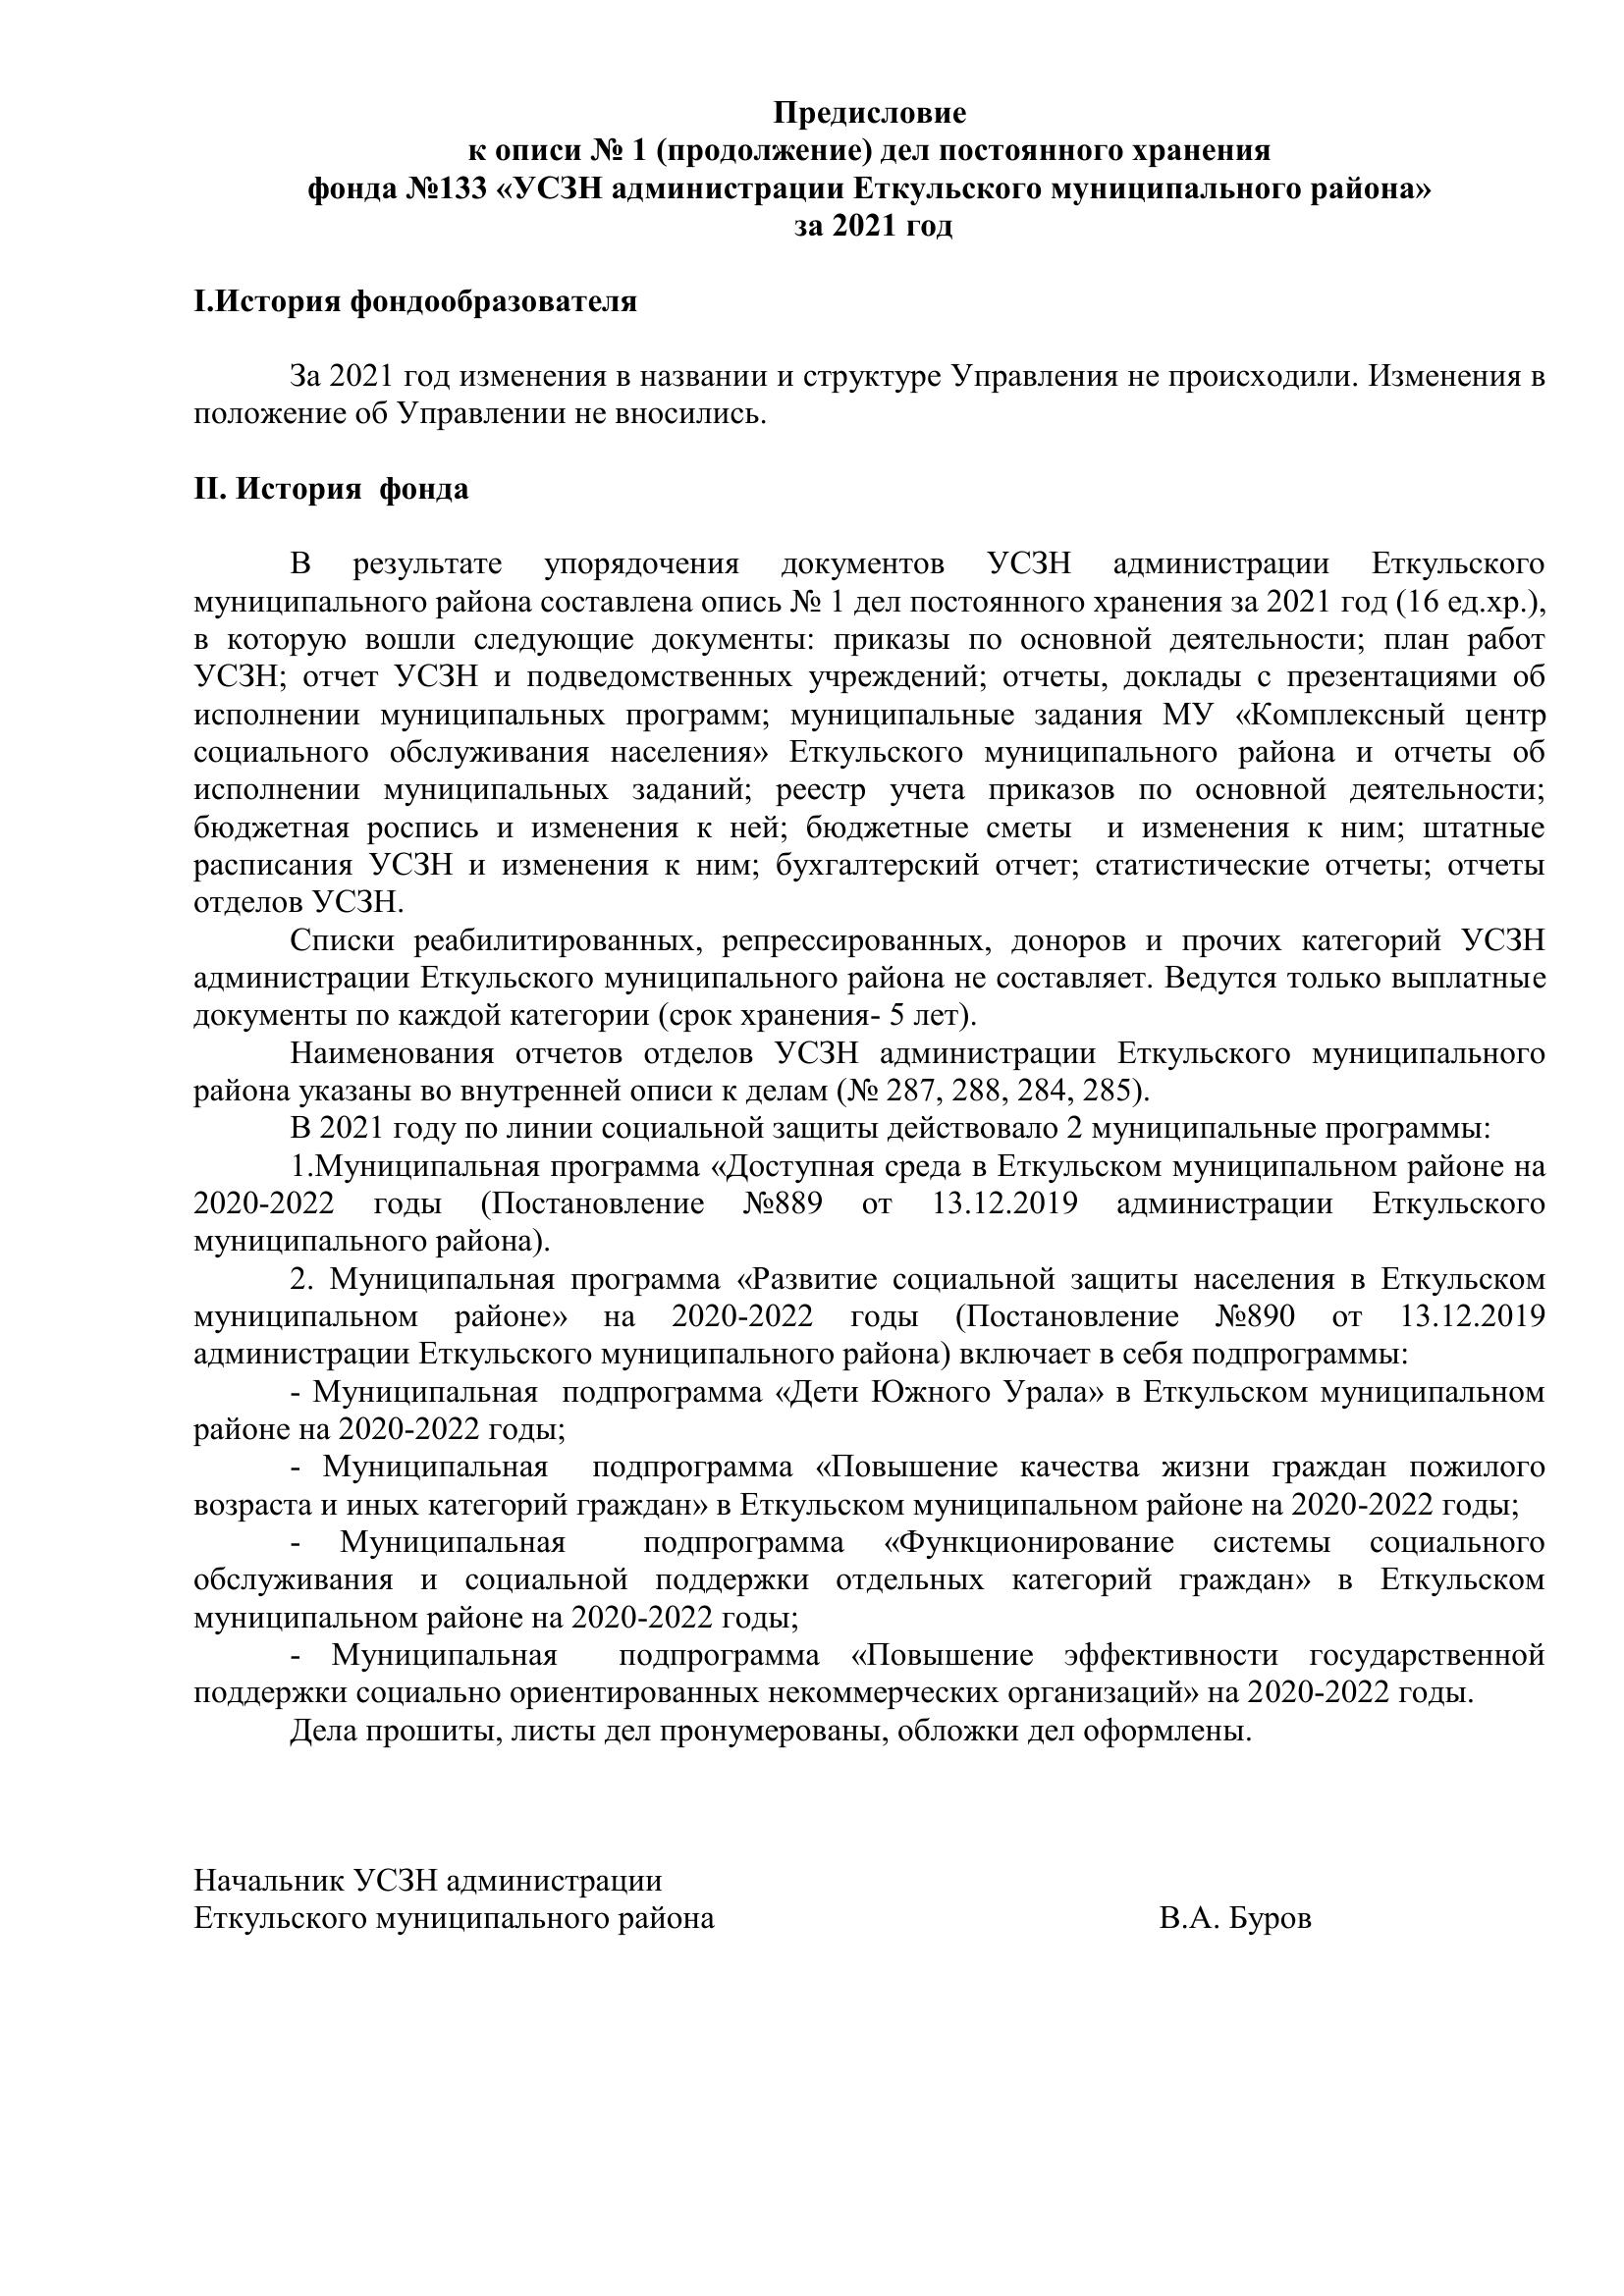 Предисловие
к описи № 1 (продолжение) дел постоянного хранения
фонда №133 «УСЗН администрации Еткульского муниципального района»
за 2021 год
I.История фондообразователя
За 2021 год изменения в названии и структуре Управления не происходили. Изменения в
положение об Управлении не вносились.
II. История  фонда
В результате упорядочения документов УСЗН администрации Еткульского
муниципального района составлена опись № 1 дел постоянного хранения за 2021 год (16 ед.хр.),
в которую вошли следующие документы: приказы по основной деятельности; план работ
УСЗН; отчет УСЗН и подведомственных учреждений; отчеты, доклады с презентациями об
исполнении муниципальных программ; муниципальные задания МУ «Комплексный центр
социального обслуживания населения» Еткульского муниципального района и отчеты об
исполнении муниципальных заданий; реестр учета приказов по основной деятельности;
бюджетная роспись и изменения к ней; бюджетные сметы  и изменения к ним; штатные
расписания УСЗН и изменения к ним; бухгалтерский отчет; статистические отчеты; отчеты
отделов УСЗН.
Списки реабилитированных, репрессированных, доноров и прочих категорий УСЗН
администрации Еткульского муниципального района не составляет. Ведутся только выплатные
документы по каждой категории (срок хранения- 5 лет).
Наименования отчетов отделов УСЗН администрации Еткульского муниципального
района указаны во внутренней описи к делам (№ 287, 288, 284, 285).
В 2021 году по линии социальной защиты действовало 2 муниципальные программы:
1.Муниципальная программа «Доступная среда в Еткульском муниципальном районе на
2020-2022 годы (Постановление №889 от 13.12.2019 администрации Еткульского
муниципального района).
2. Муниципальная программа «Развитие социальной защиты населения в Еткульском
муниципальном районе» на 2020-2022 годы (Постановление №890 от 13.12.2019
администрации Еткульского муниципального района) включает в себя подпрограммы:
- Муниципальная  подпрограмма «Дети Южного Урала» в Еткульском муниципальном
районе на 2020-2022 годы;
- Муниципальная  подпрограмма «Повышение качества жизни граждан пожилого
возраста и иных категорий граждан» в Еткульском муниципальном районе на 2020-2022 годы;
- Муниципальная  подпрограмма «Функционирование системы социального
обслуживания и социальной поддержки отдельных категорий граждан» в Еткульском
муниципальном районе на 2020-2022 годы;
- Муниципальная  подпрограмма «Повышение эффективности государственной
поддержки социально ориентированных некоммерческих организаций» на 2020-2022 годы.
Дела прошиты, листы дел пронумерованы, обложки дел оформлены.
Начальник УСЗН администрации
Еткульского муниципального района В.А. Буров